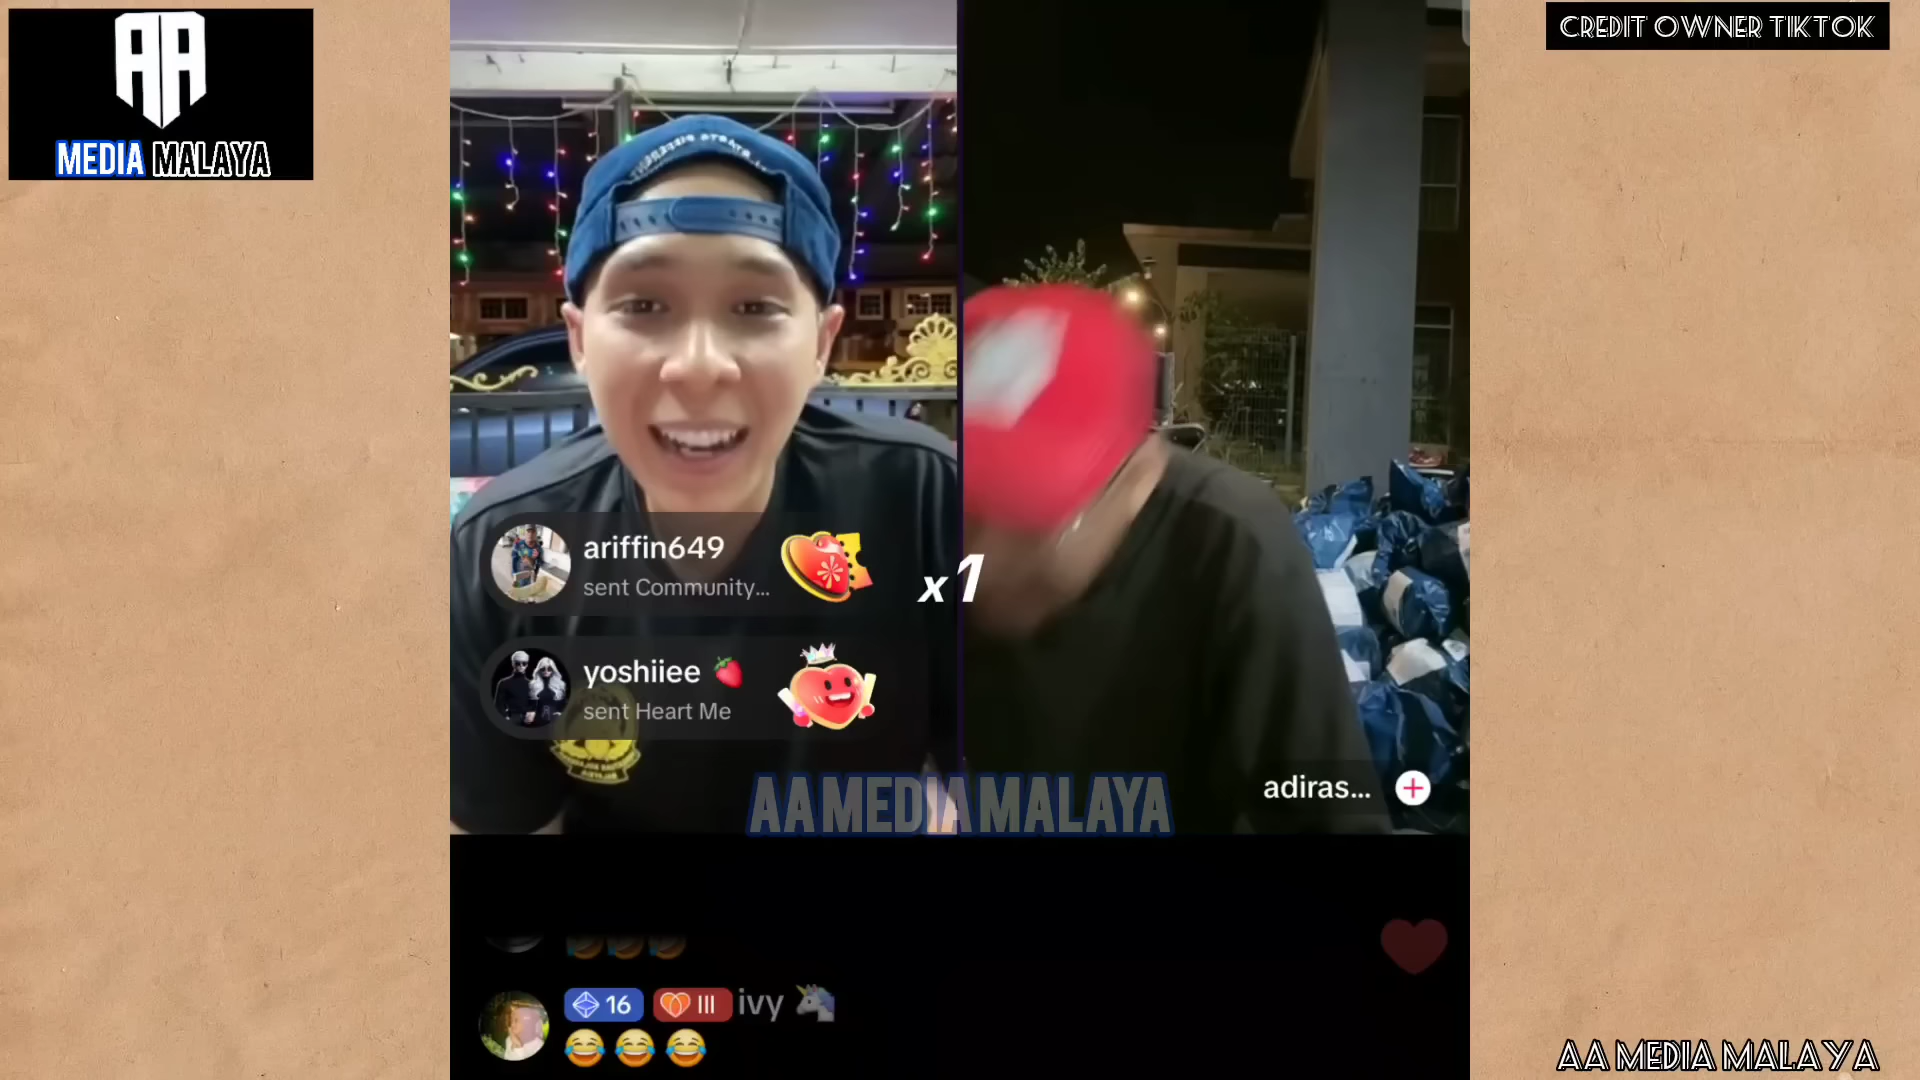 AA
MEDIA MALAYA
CREDIT OWNER TIKTOK
ariffin649
sent Community...
x1
yoshiiee 🍓
sent Heart Me
adiras...
AA MEDIA MALAYA
😂😂😂
16 III ivy 🦄
😂😂😂
AA MEDIA MALAYA